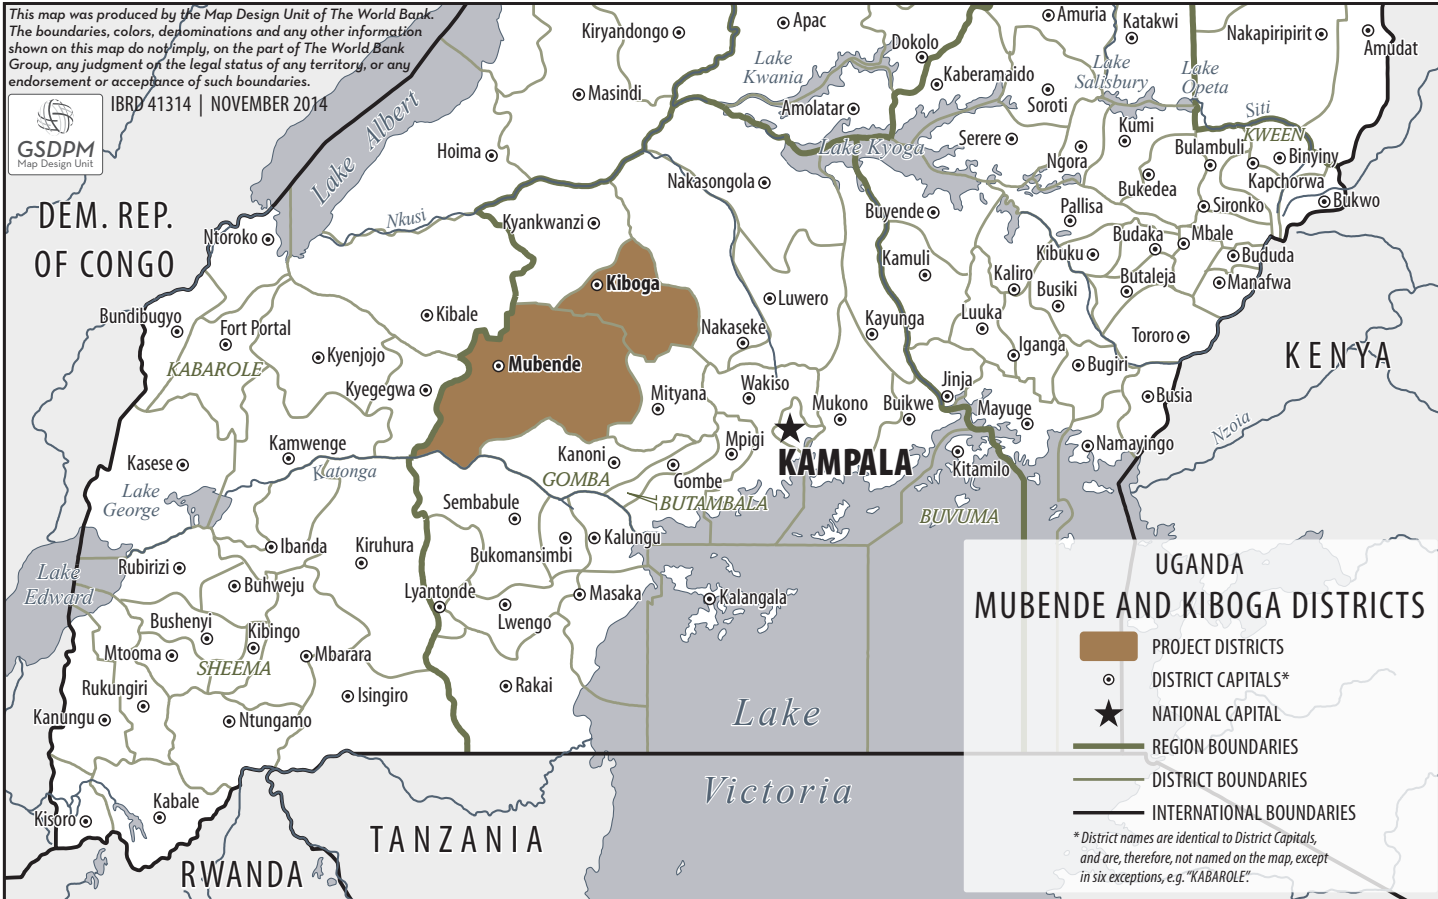 This map was produced by the Map Design Unit of The World Bank.
The boundaries, colors, denominations and any other information
shown on this map do not imply, on the part of The World Bank
Group, any judgment on the legal status of any territory, or any
endorsement or acceptance of such boundaries.
GSDPM
Map Design Unit
IBRD 41314 | NOVEMBER 2014
Kiryandongo
Apac
Amuria
Katakwi
Nakapiripirit
Amudat
Dokolo
Lake
Kwania
Lake
Salisbury
Lake
Opeta
Kaberamaido
Masindi
Amolatar
Soroti
Siti
Lake Albert
Kumi
KWEEN
Serere
Lake Kyoga
Hoima
Ngora
Bulambuli
Binyiny
Nakasongola
Bukedea
Kapchorwa
Bukwo
DEM. REP.
OF CONGO
Nkusi
Kyankwanzi
Buyende
Pallisa
Sironko
Ntoroko
Budaka
Mbale
Kibuku
Bududa
Kamuli
Kaliro
Butaleja
Manafwa
Kiboga
Luwero
Busiki
Bundibugyo
Kibale
Fort Portal
Nakaseke
Kayunga
Luuka
Tororo
Iganga
KENYA
Kyenjojo
KABAROLE
Mubende
Bugiri
Kyegegwa
Mityana
Wakiso
Jinja
Busia
Mukono
Buikwe
Mayuge
Nzoia
Kamwenge
Mpigi
KAMPALA
Namayingo
Kasese
Katonga
Kanoni
Kitamilo
GOMBA
Gombe
Lake
George
BUTAMBALA
Sembabule
BUVUMA
Kalungu
Ibanda
Kiruhura
Bukomansimbi
Rubirizi
Lake
Edward
Buhweju
Lyantonde
Masaka
Kalangala
Lwengo
Bushenyi
Kibingo
Mtooma
Mbarara
SHEEMA
Rukungiri
Isingiro
Rakai
Kanungu
Ntungamo
Lake
Victoria
Kabale
Kisoro
TANZANIA
RWANDA
UGANDA
MUBENDE AND KIBOGA DISTRICTS
PROJECT DISTRICTS
DISTRICT CAPITALS*
NATIONAL CAPITAL
REGION BOUNDARIES
DISTRICT BOUNDARIES
INTERNATIONAL BOUNDARIES
* District names are identical to District Capitals,
and are, therefore, not named on the map, except
in six exceptions, e.g. "KABAROLE".